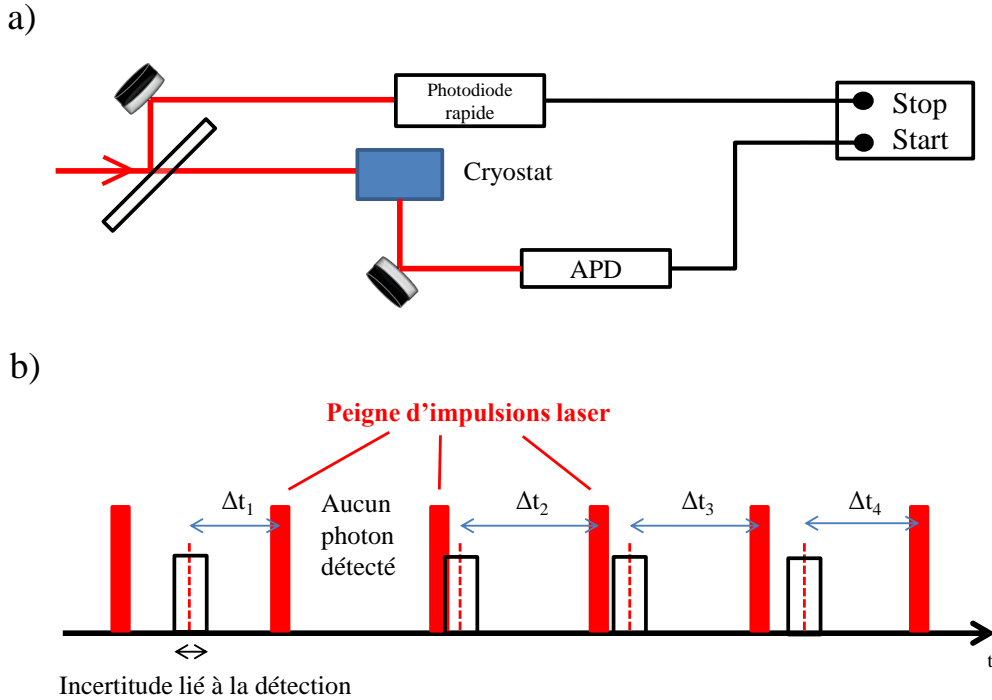 a)
Photodiode
rapide
Stop
Start
Cryostat
APD
b)
Peigne d'impulsions laser
Δt1
Aucun
photon
détecté
Δt2
Δt3
Δt4
t
Incertitude lié à la détection